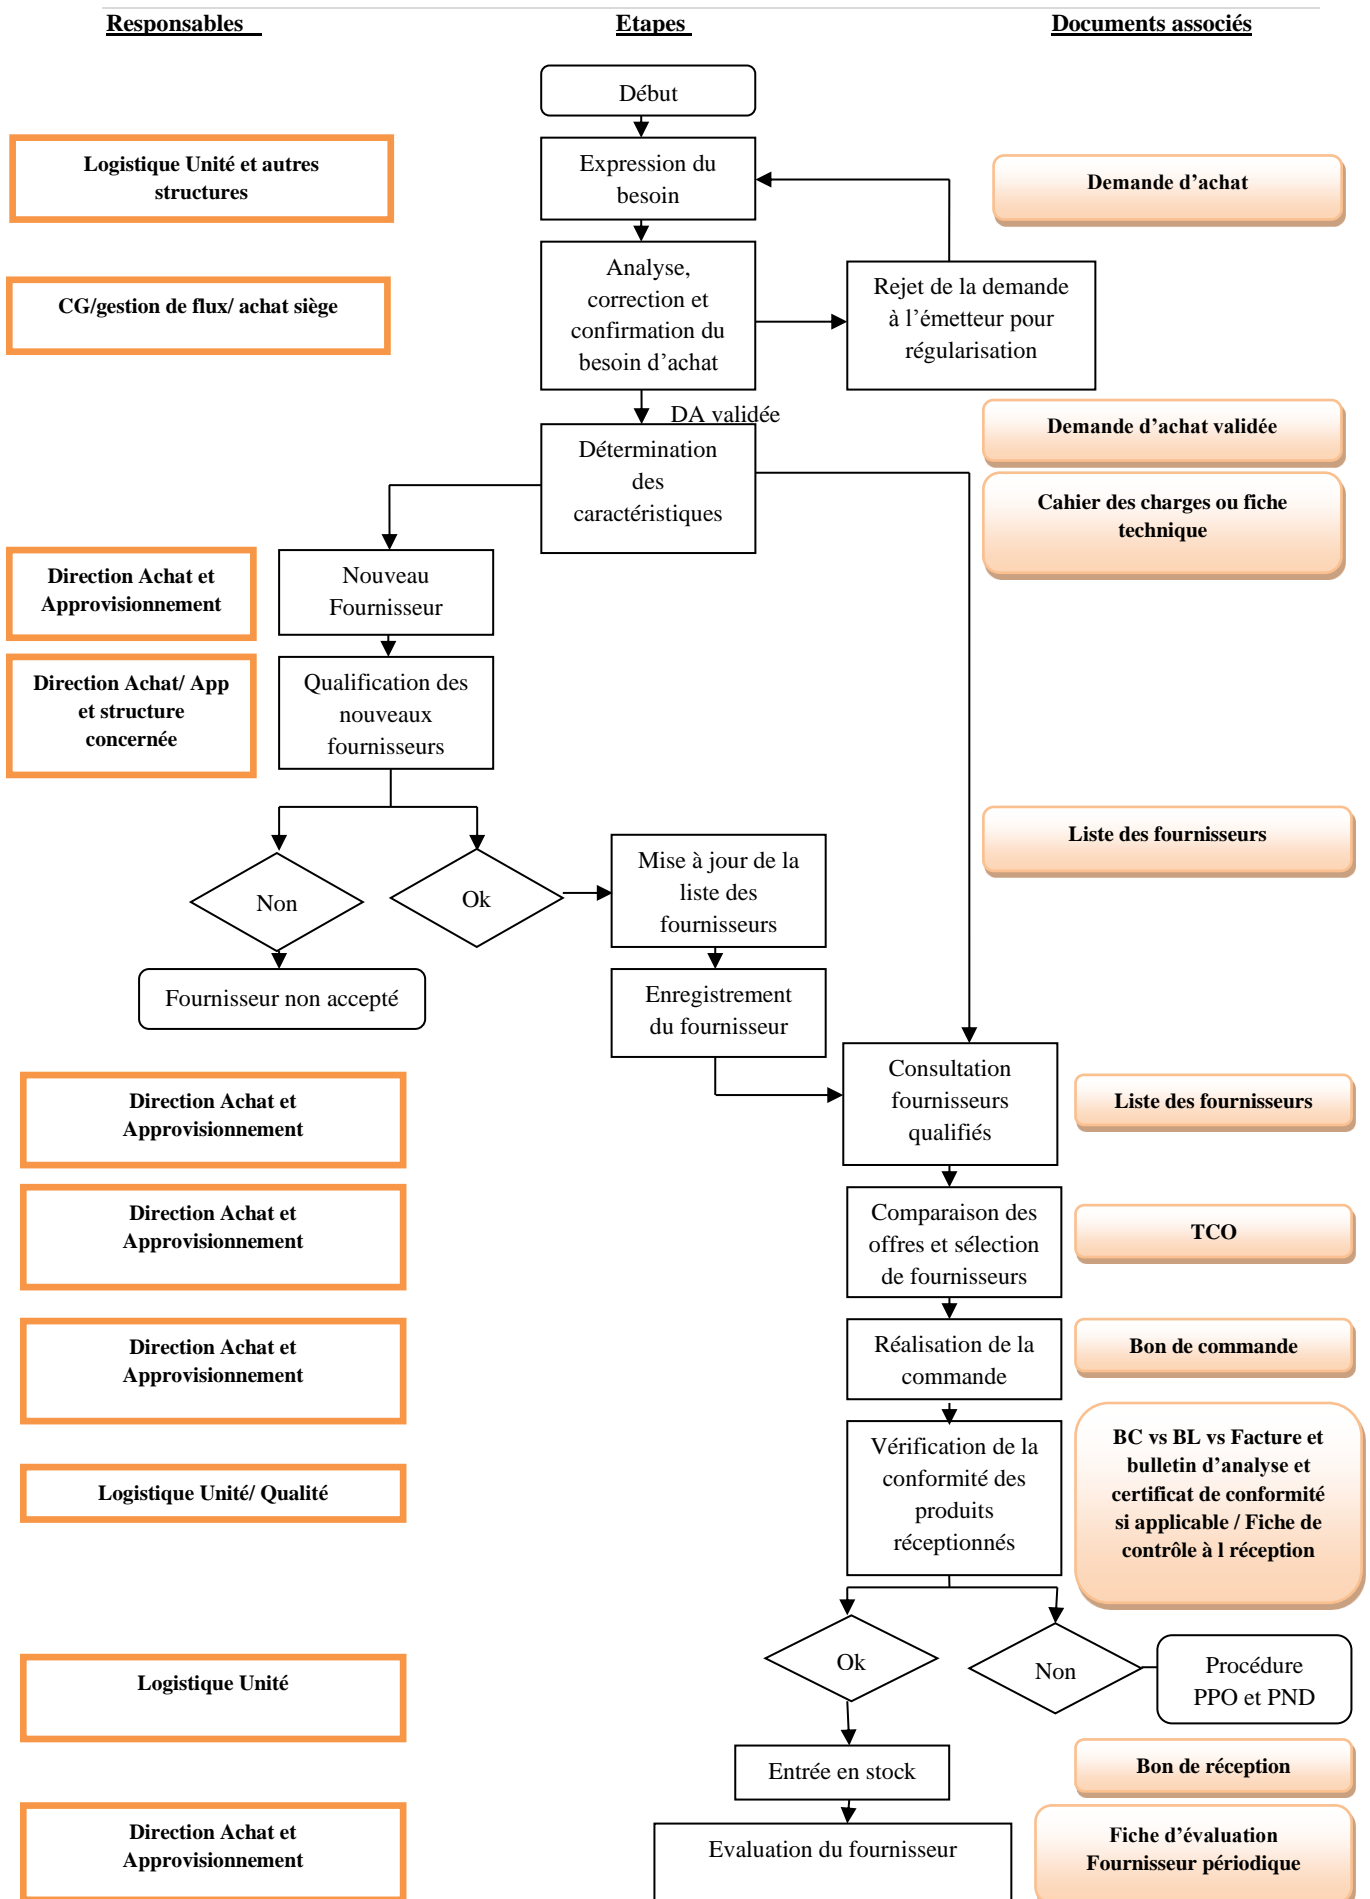 Responsables
Etapes
Documents associés
Début
Logistique Unité et autres
structures
Expression du
besoin
Demande d’achat
CG/gestion de flux/ achat siège
Analyse,
correction et
confirmation du
besoin d’achat
Rejet de la demande
à l’émetteur pour
régularisation
DA validée
Demande d’achat validée
Détermination
des
caractéristiques
Cahier des charges ou fiche
technique
Direction Achat et
Approvisionnement
Nouveau
Fournisseur
Direction Achat/ App
et structure
concernée
Qualification des
nouveaux
fournisseurs
Liste des fournisseurs
Non
Ok
Mise à jour de la
liste des
fournisseurs
Fournisseur non accepté
Enregistrement
du fournisseur
Direction Achat et
Approvisionnement
Consultation
fournisseurs
qualifiés
Liste des fournisseurs
Direction Achat et
Approvisionnement
Comparaison des
offres et sélection
de fournisseurs
TCO
Direction Achat et
Approvisionnement
Réalisation de la
commande
Bon de commande
Logistique Unité/ Qualité
Vérification de la
conformité des
produits
réceptionnés
BC vs BL vs Facture et
bulletin d’analyse et
certificat de conformité
si applicable / Fiche de
contrôle à l réception
Logistique Unité
Ok
Non
Procédure
PPO et PND
Entrée en stock
Bon de réception
Direction Achat et
Approvisionnement
Evaluation du fournisseur
Fiche d’évaluation
Fournisseur périodique